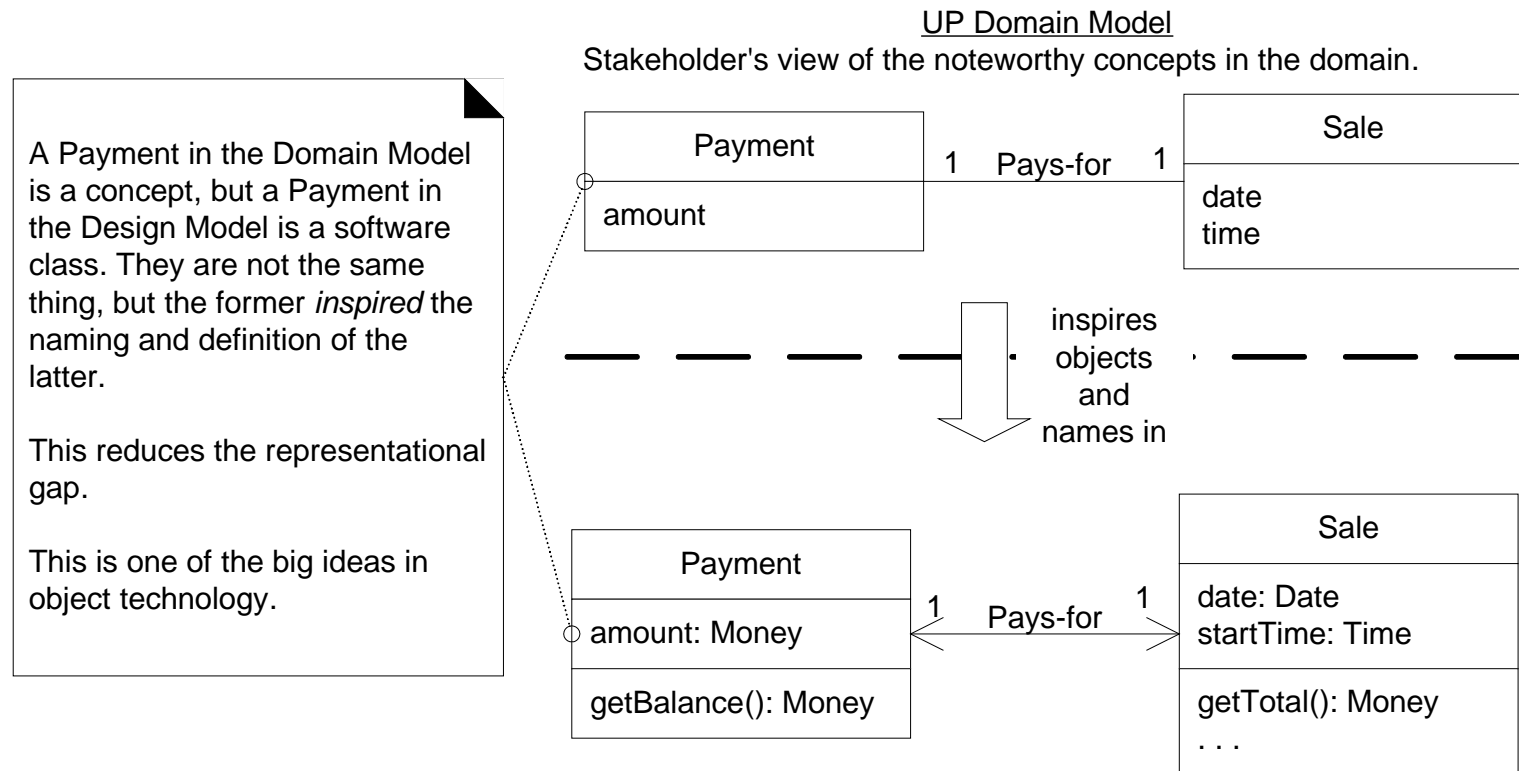 UP Domain Model
Stakeholder's view of the noteworthy concepts in the domain.
A Payment in the Domain Model
is a concept, but a Payment in
the Design Model is a software
class. They are not the same
thing, but the former inspired the
naming and definition of the
latter.
This reduces the representational
gap.
This is one of the big ideas in
object technology.
Payment
amount
1 Pays-for 1
Sale
date
time
inspires
objects
and
names in
Payment
amount: Money
getBalance(): Money
1 Pays-for 1
Sale
date: Date
startTime: Time
getTotal(): Money
. . .